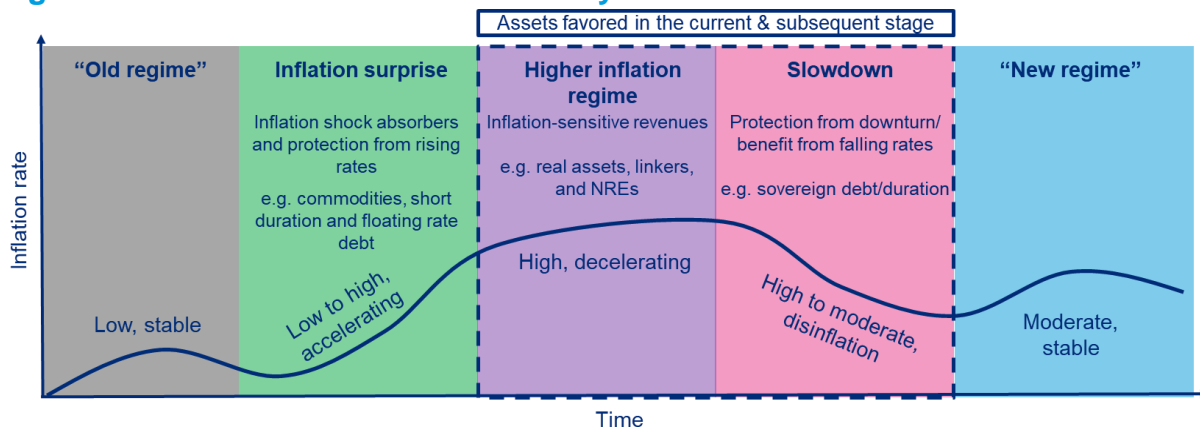 Assets favored in the current & subsequent stage
“Old regime”
Inflation surprise
Higher inflation
regime
Slowdown
“New regime”
Inflation shock absorbers
and protection from rising
rates
e.g. commodities, short
duration and floating rate
debt
Inflation-sensitive revenues
e.g. real assets, linkers,
and NREs
Protection from downturn/
benefit from falling rates
e.g. sovereign debt/duration
Inflation rate
Low, stable
Low to high,
accelerating
High, decelerating
High to moderate,
disinflation
Moderate,
stable
Time